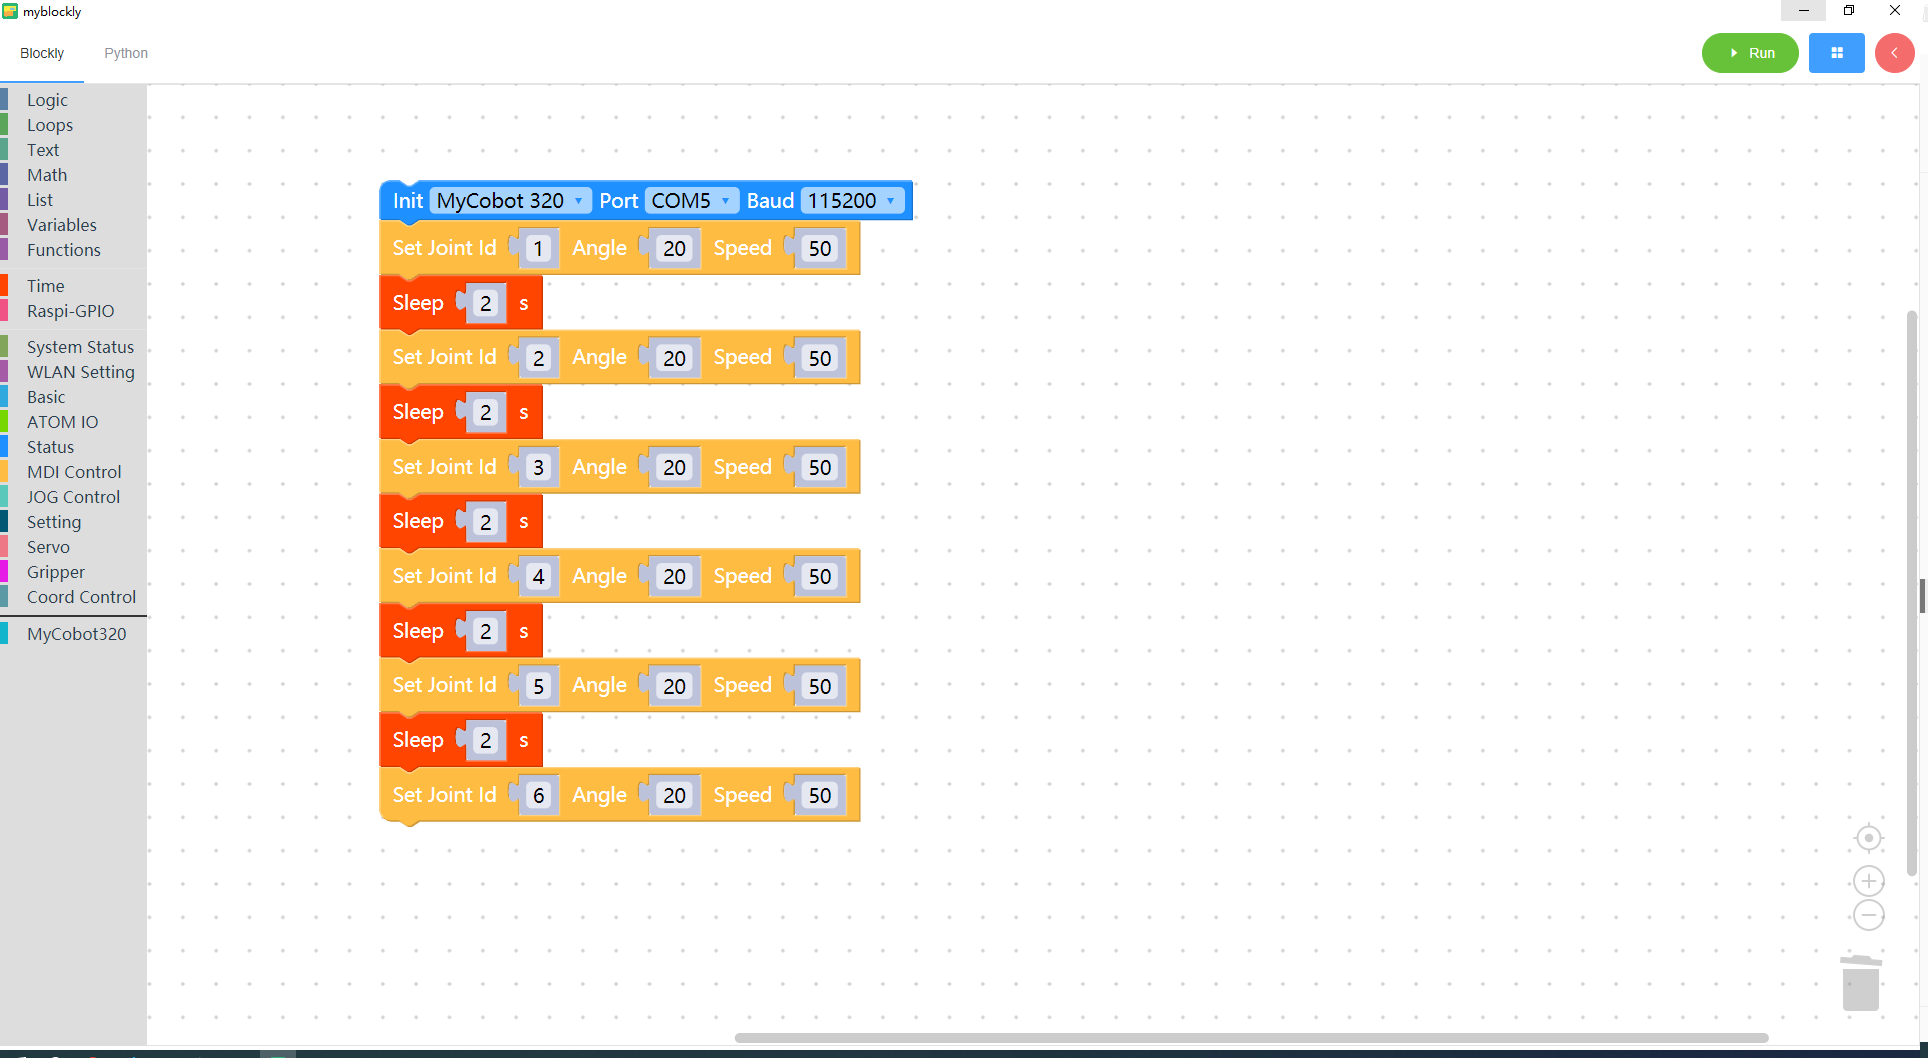 myblockly
Blockly Python
Run
Logic
Loops
Text
Math
List
Variables
Functions
Time
Raspi-GPIO
System Status
WLAN Setting
Basic
ATOM IO
Status
MDI Control
JOG Control
Setting
Servo
Gripper
Coord Control
MyCobot320
Init MyCobot 320 Port COM5 Baud 115200
Set Joint Id 1 Angle 20 Speed 50
Sleep 2 s
Set Joint Id 2 Angle 20 Speed 50
Sleep 2 s
Set Joint Id 3 Angle 20 Speed 50
Sleep 2 s
Set Joint Id 4 Angle 20 Speed 50
Sleep 2 s
Set Joint Id 5 Angle 20 Speed 50
Sleep 2 s
Set Joint Id 6 Angle 20 Speed 50